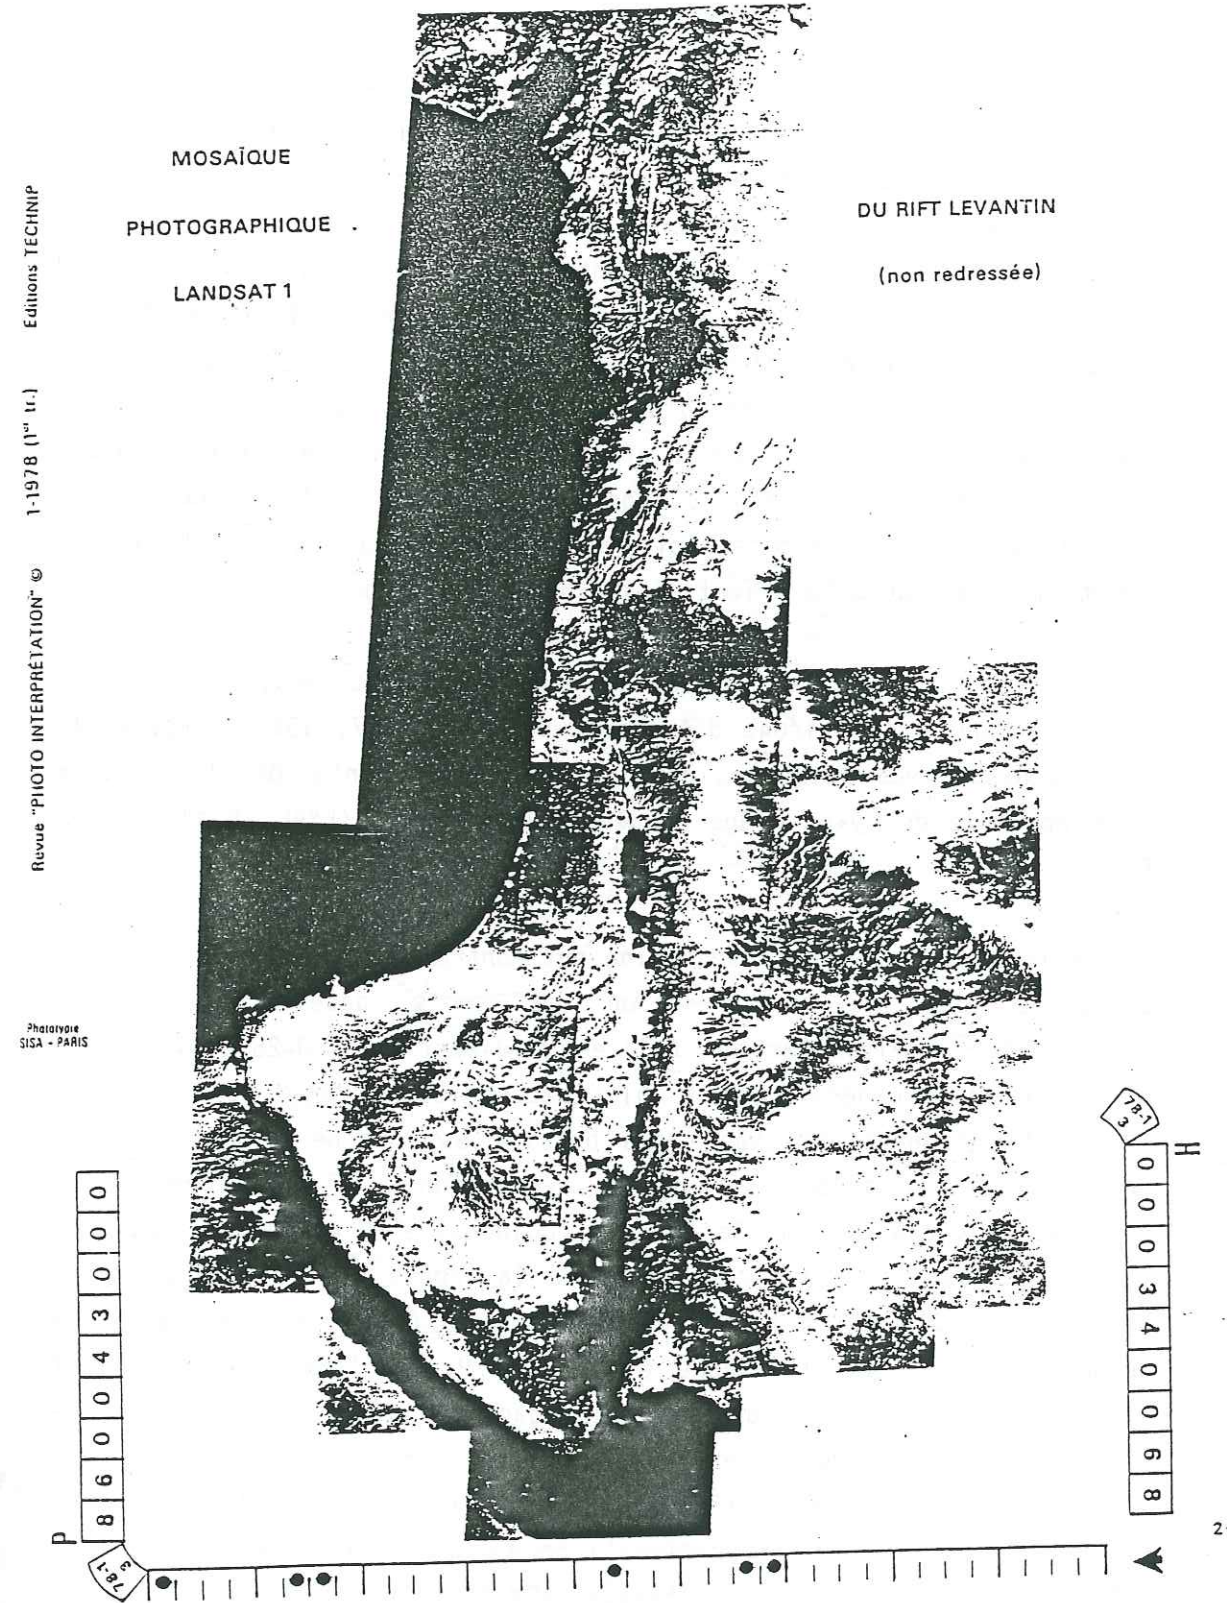 MOSAÏQUE
PHOTOGRAPHIQUE
LANDSAT 1
DU RIFT LEVANTIN
(non redressée)
Revue "PHOTO INTERPRÉTATION" © 1-1978 (1er tr.) Editions TECHNIP
Phototypie
SISA - PARIS
78-1
3
H
0 0 0 3 4 0 0 6 8
P
8 6 0 0 4 3 0 0 0
78-1
3
2